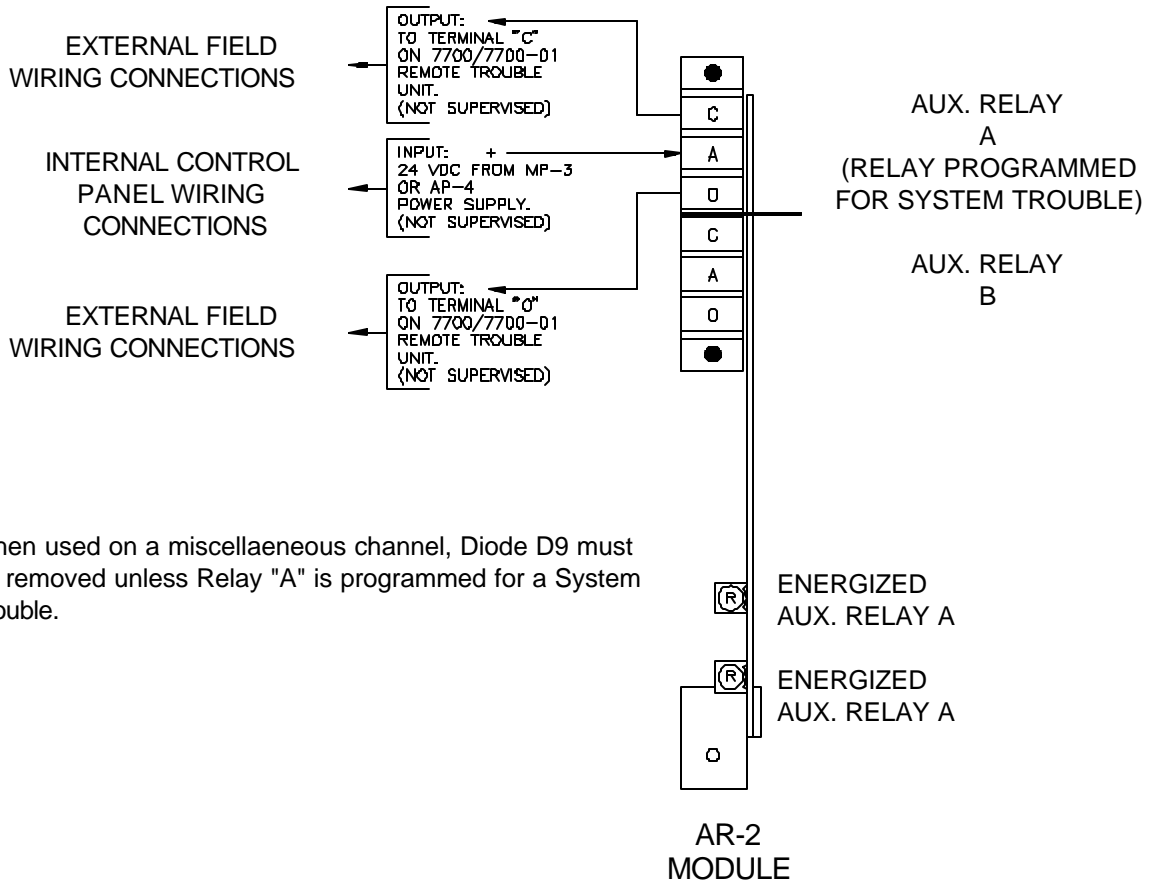 EXTERNAL FIELD
WIRING CONNECTIONS
OUTPUT:
TO TERMINAL "C"
ON 7700/7700-01
REMOTE TROUBLE
UNIT.
(NOT SUPERVISED)
INTERNAL CONTROL
PANEL WIRING
CONNECTIONS
INPUT: +
24 VDC FROM MP-3
OR AP-4
POWER SUPPLY.
(NOT SUPERVISED)
EXTERNAL FIELD
WIRING CONNECTIONS
OUTPUT:
TO TERMINAL "O"
ON 7700/7700-01
REMOTE TROUBLE
UNIT.
(NOT SUPERVISED)
C
A
O
C
A
O
AUX. RELAY
A
(RELAY PROGRAMMED
FOR SYSTEM TROUBLE)
AUX. RELAY
B
hen used on a miscellaeneous channel, Diode D9 must
removed unless Relay "A" is programmed for a System
ouble.
R
ENERGIZED
AUX. RELAY A
R
ENERGIZED
AUX. RELAY A
O
AR-2
MODULE